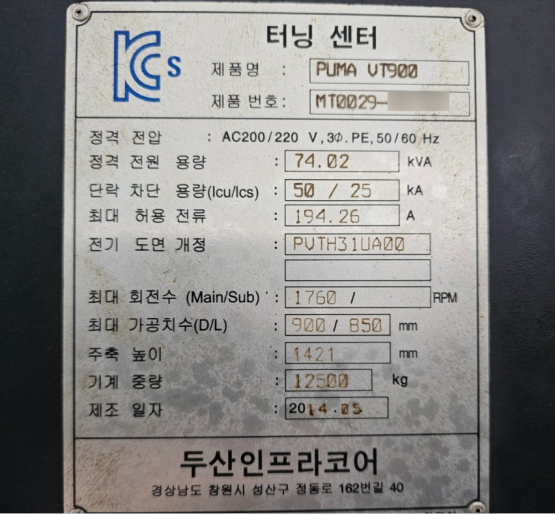 KCs
터닝 센터
제품명 : PUMA VT900
제품 번호: MT0029-
정격 전압 : AC200/220 V,3Φ.PE,50/60 Hz
정격 전원 용량 : 74.02 kVA
단락 차단 용량(Icu/Ics) : 50 / 25 kA
최대 허용 전류 : 194.26 A
전기 도면 개정 : PVTH31UA00
최대 회전수 (Main/Sub) : 1760 / RPM
최대 가공치수(D/L) : 900 / 850 mm
주축 높이 : 1421 mm
기계 중량 : 12500 kg
제조 일자 : 2014.05
두산인프라코어
경상남도 창원시 성산구 정동로 162번길 40